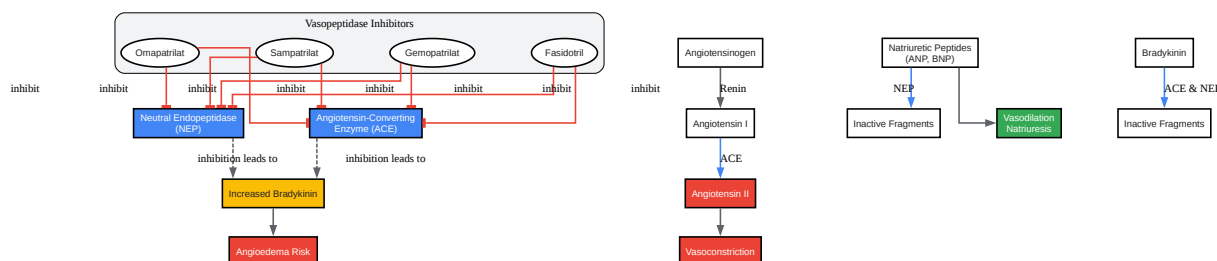 Vasopeptidase Inhibitors
Omapatrilat
Sampatrilat
Gemopatrilat
Fasidotril
Angiotensinogen
Natriuretic Peptides
(ANP, BNP)
Bradykinin
inhibit
inhibit
inhibit
inhibit
inhibit
inhibit
inhibit
inhibit
Renin
NEP
ACE & NEP
Neutral Endopeptidase
(NEP)
Angiotensin-Converting
Enzyme (ACE)
Angiotensin I
Inactive Fragments
Vasodilation
Natriuresis
Inactive Fragments
inhibition leads to
inhibition leads to
ACE
Increased Bradykinin
Angiotensin II
Angioedema Risk
Vasoconstriction